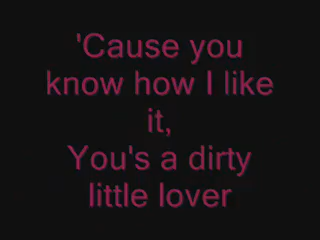 'Cause you
know how I like
it,
You's a dirty
little lover